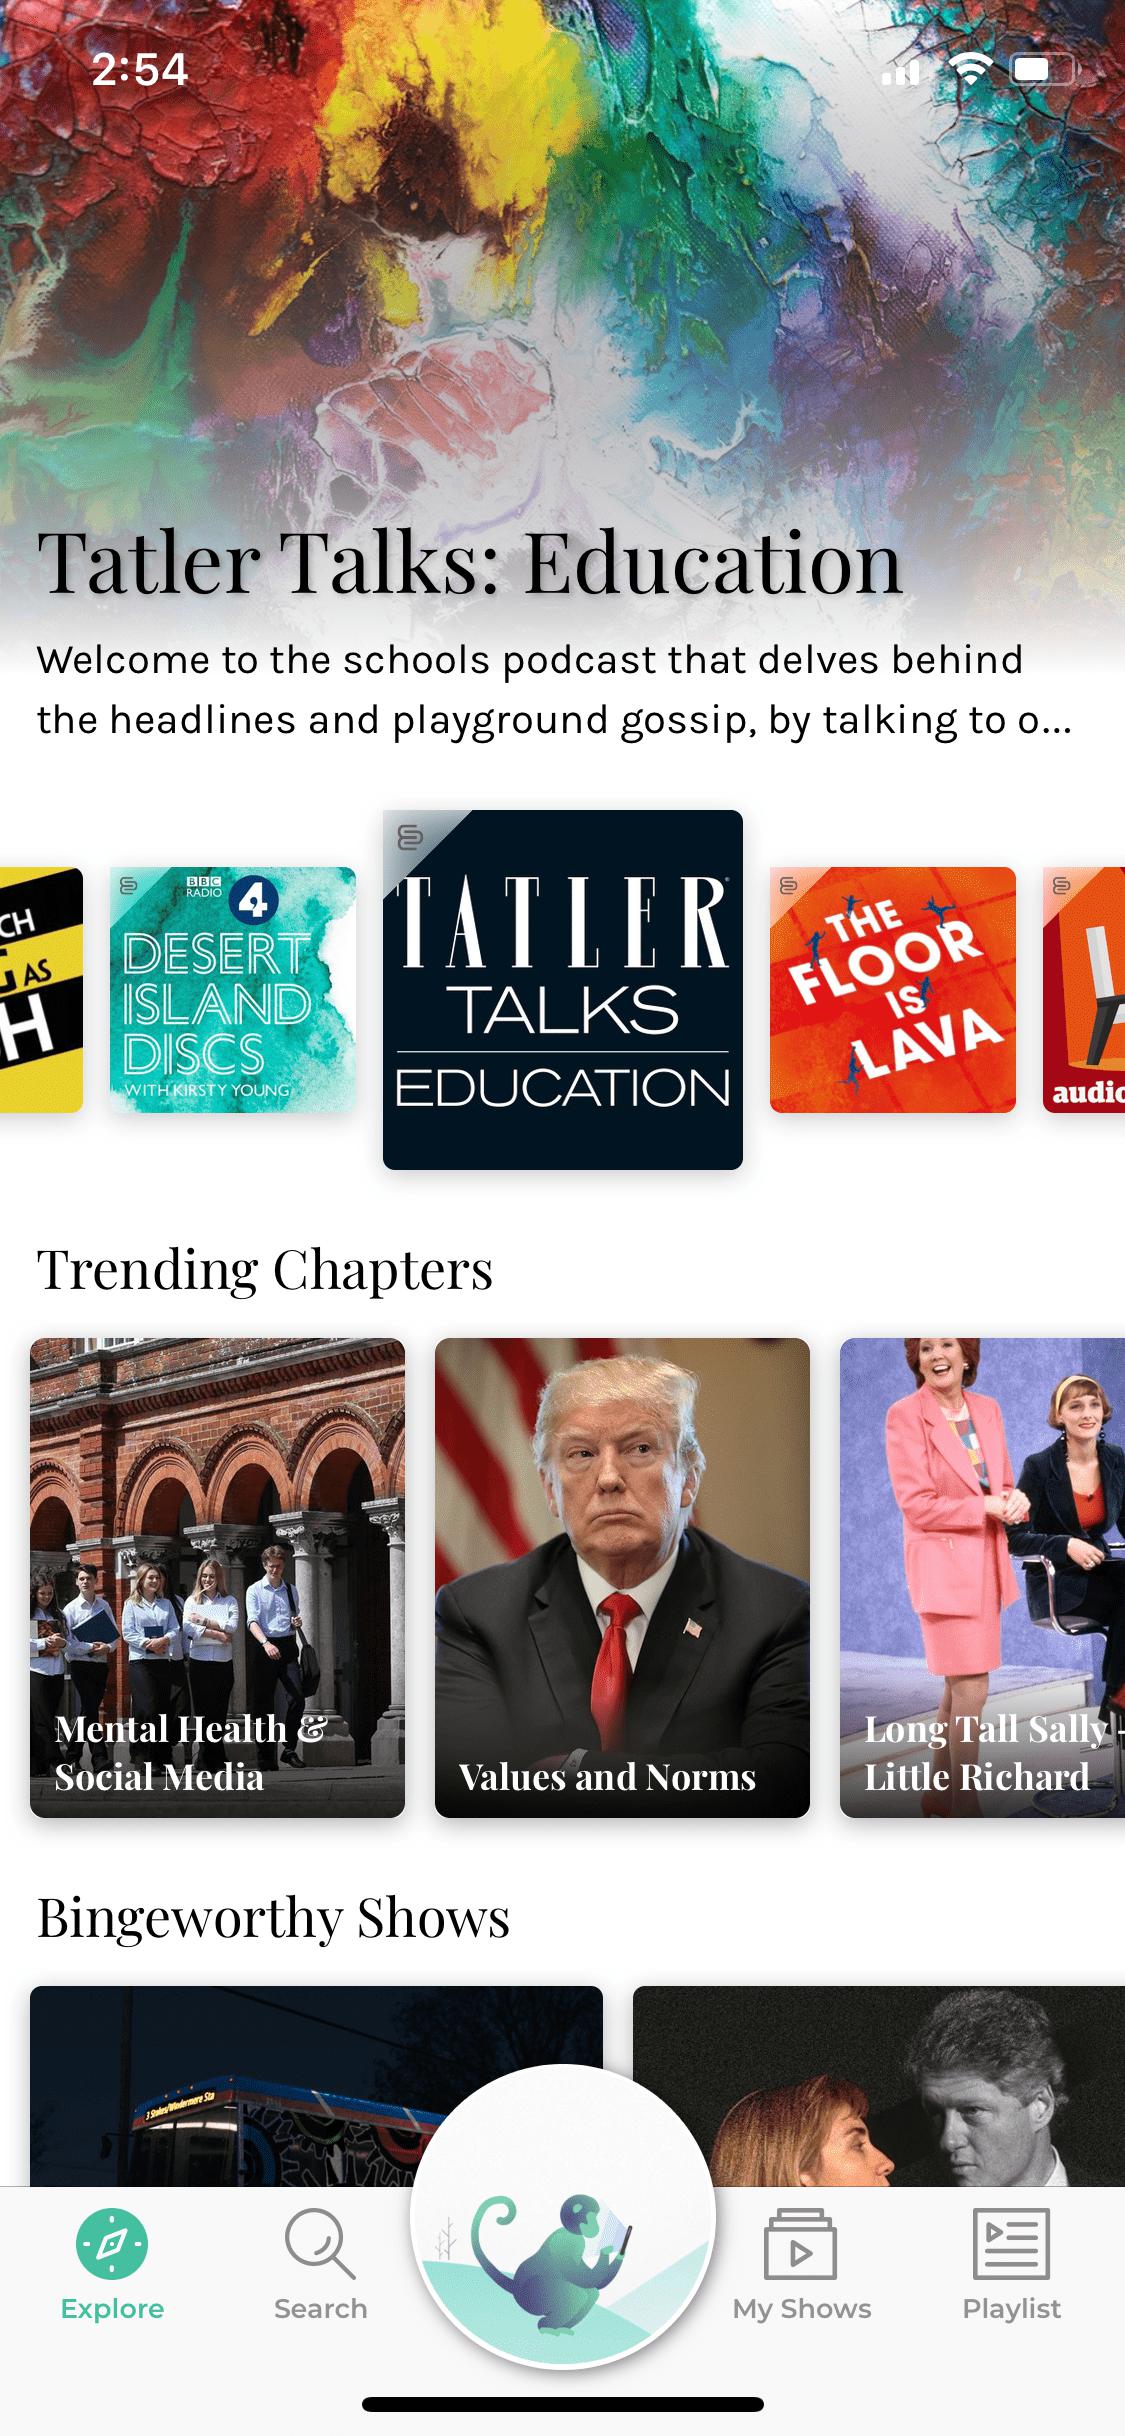 2:54
Tatler Talks: Education
Welcome to the schools podcast that delves behind
the headlines and playground gossip, by talking to o...
CH
G AS
H
BBC
RADIO
4
DESERT
ISLAND
DISCS
WITH KIRSTY YOUNG
TATLER
TALKS
EDUCATION
THE
FLOOR
IS
LAVA
audio
Trending Chapters
Mental Health &
Social Media
Values and Norms
Long Tall Sally -
Little Richard
Bingeworthy Shows
Explore
Search
My Shows
Playlist